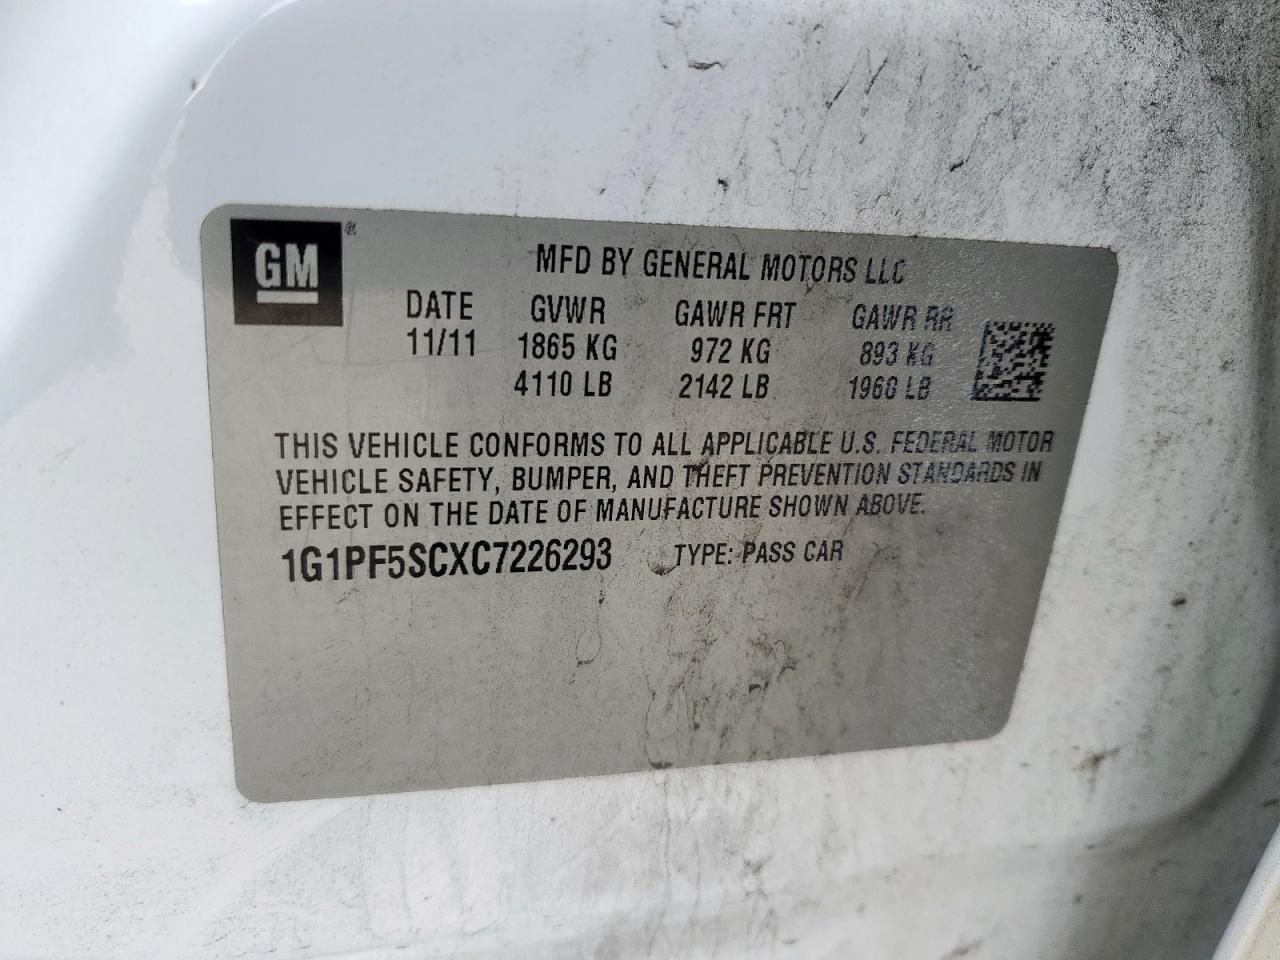 GM®
MFD BY GENERAL MOTORS LLC
DATE GVWR GAWR FRT GAWR RR
11/11 1865 KG 972 KG 893 KG
4110 LB 2142 LB 1968 LB
THIS VEHICLE CONFORMS TO ALL APPLICABLE U.S. FEDERAL MOTOR
VEHICLE SAFETY, BUMPER, AND THEFT PREVENTION STANDARDS IN
EFFECT ON THE DATE OF MANUFACTURE SHOWN ABOVE.
1G1PF5SCXC7226293 TYPE: PASS CAR